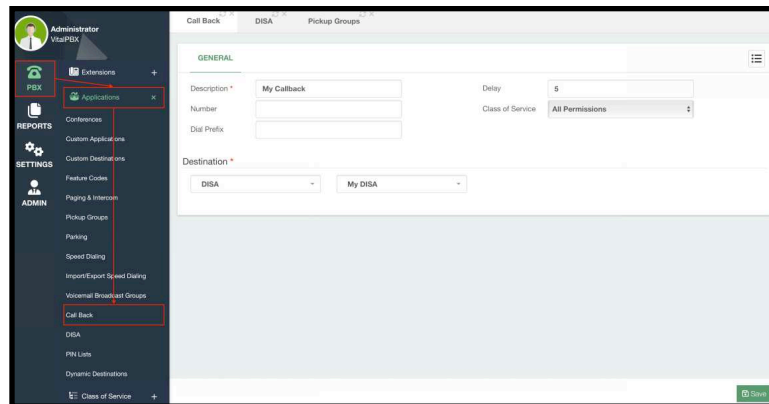 Administrator
VitalPBX
PBX
REPORTS
SETTINGS
ADMIN
Extensions +
Applications ×
Conferences
Custom Applications
Custom Destinations
Feature Codes
Paging & Intercom
Pickup Groups
Parking
Speed Dialing
Import/Export Speed Dialing
Voicemail Broadcast Groups
Call Back
DISA
PIN Lists
Dynamic Destinations
Class of Service +
Call Back
DISA
Pickup Groups
GENERAL
Description * My Callback
Delay 5
Number
Class of Service All Permissions
Dial Prefix
Destination *
DISA
My DISA
Save